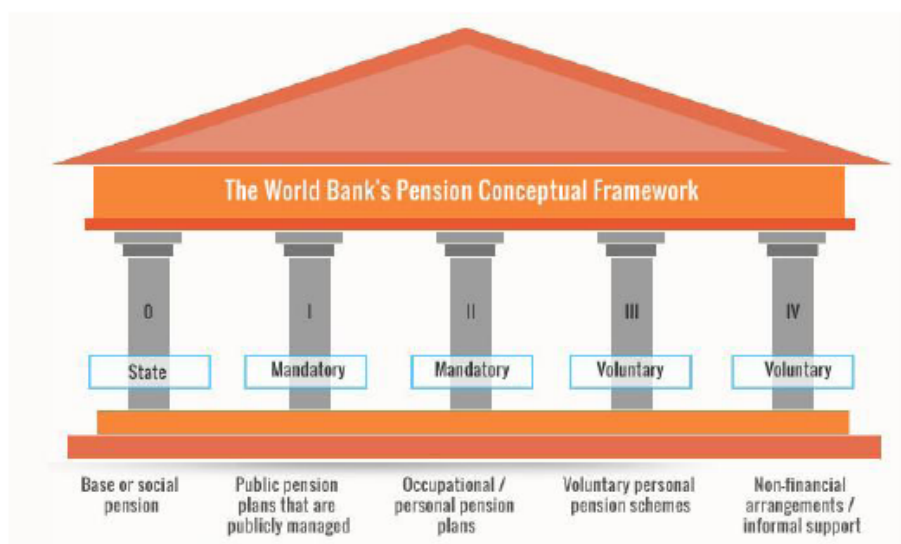 The World Bank's Pension Conceptual Framework
0
I
II
III
IV
State
Mandatory
Mandatory
Voluntary
Voluntary
Base or social
pension
Public pension
plans that are
publicly managed
Occupational /
personal pension
plans
Voluntary personal
pension schemes
Non-financial
arrangements /
informal support